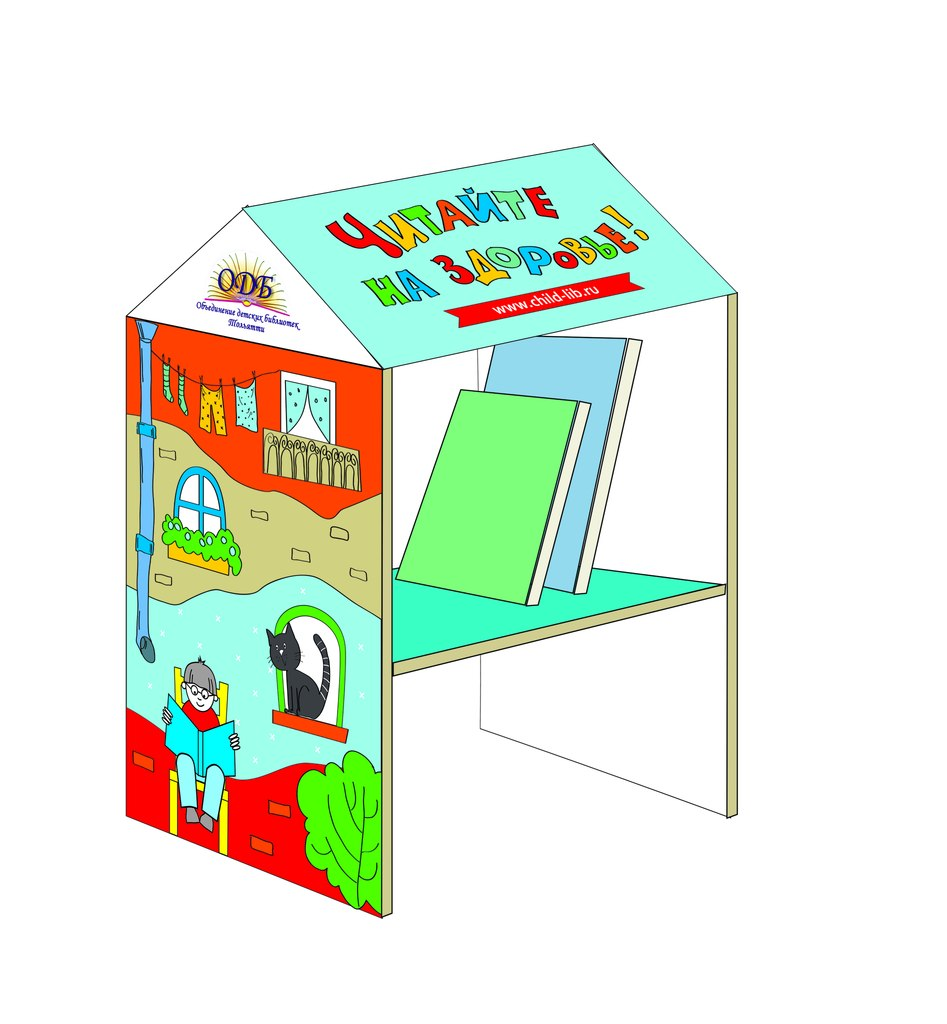 Читайте
на здоровье!
www.child-lib.ru
ОДБ
Объединение детских библиотек
Тольятти